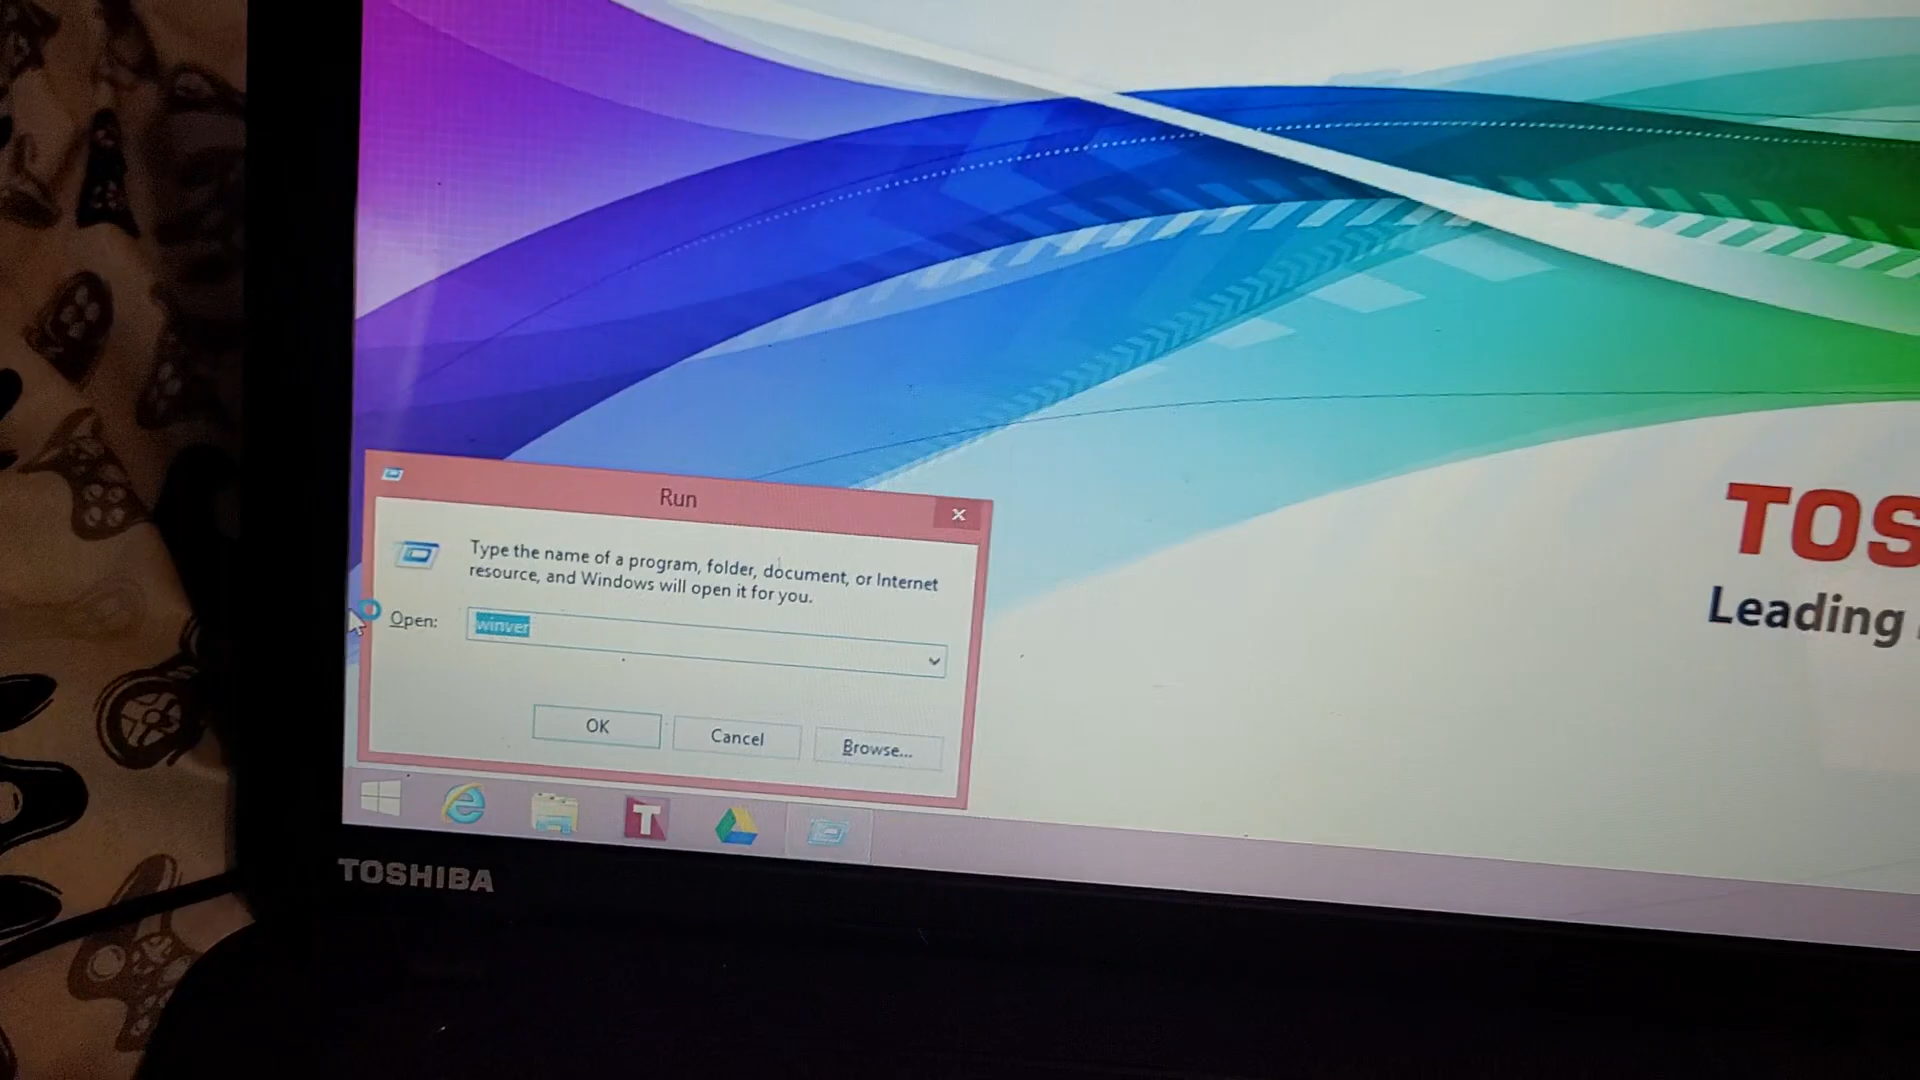 TOS
Leading
Run
Type the name of a program, folder, document, or Internet
resource, and Windows will open it for you.
Open: winver
OK Cancel Browse...
T
TOSHIBA